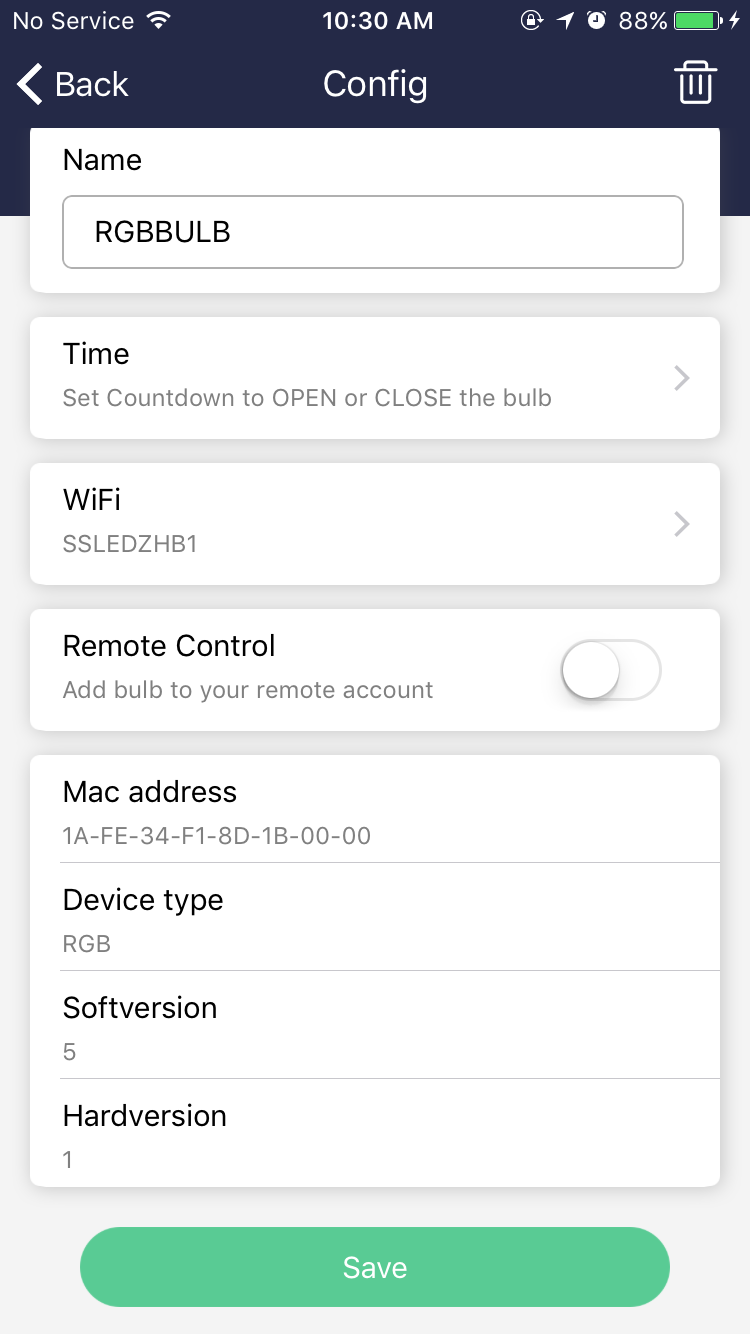 No Service 10:30 AM 88%
Back Config
Name
RGBBULB
Time
Set Countdown to OPEN or CLOSE the bulb
WiFi
SSLEDZHB1
Remote Control
Add bulb to your remote account
Mac address
1A-FE-34-F1-8D-1B-00-00
Device type
RGB
Softversion
5
Hardversion
1
Save